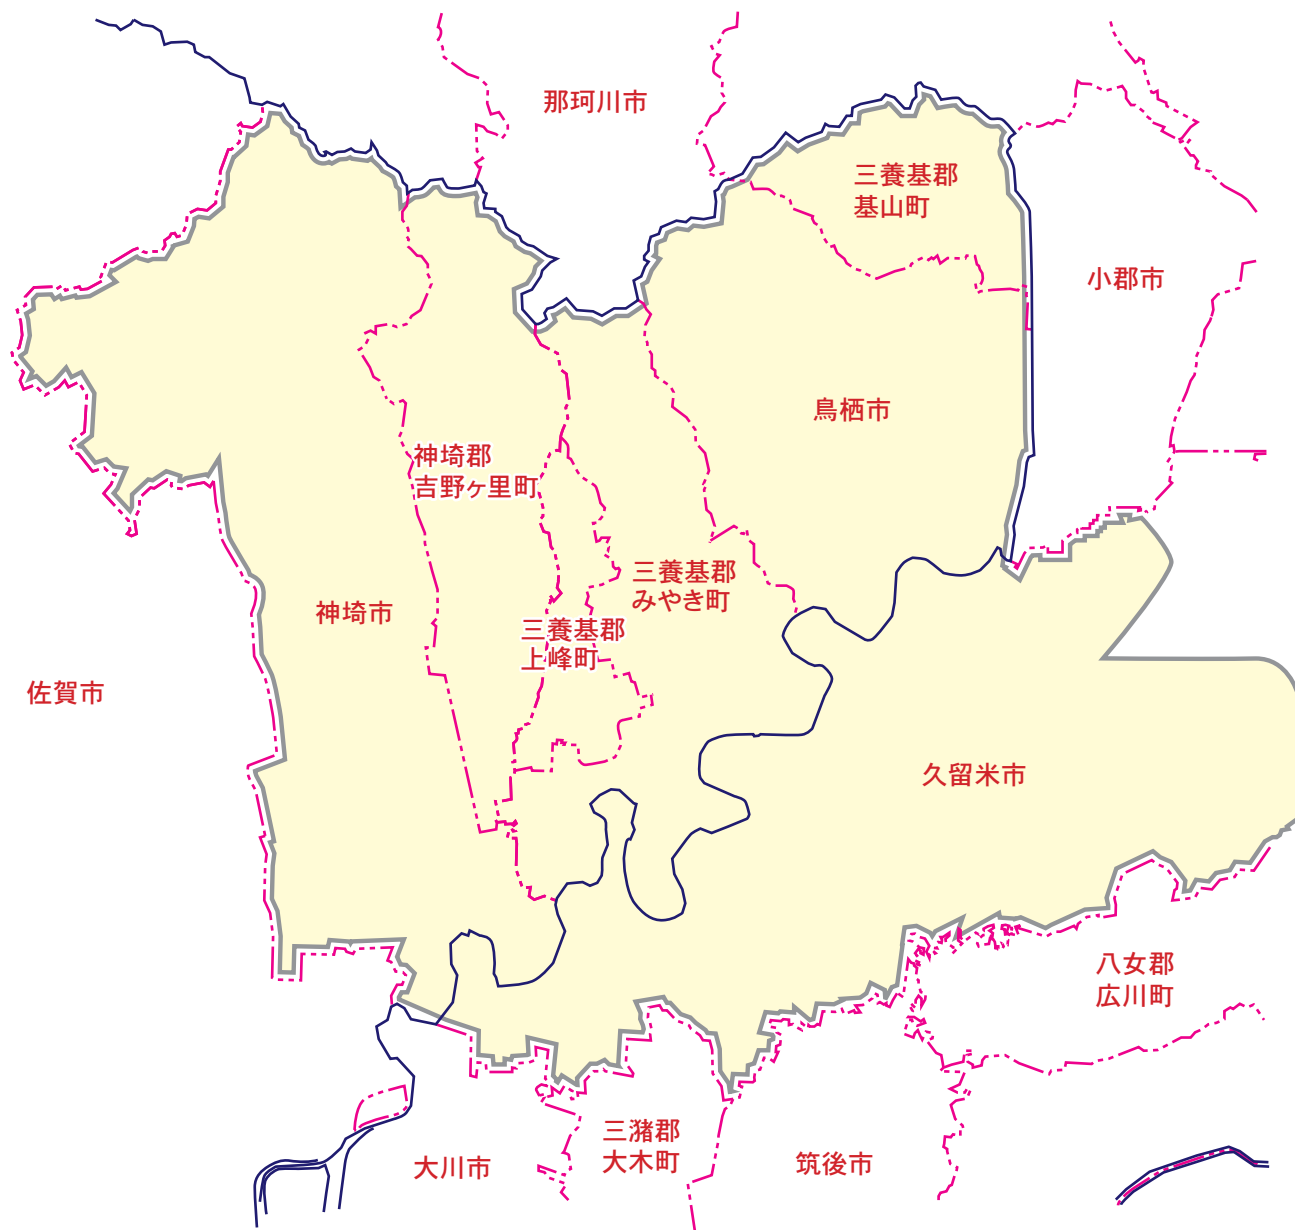 那珂川市
三養基郡
基山町
小郡市
鳥栖市
神埼郡
吉野ヶ里町
三養基郡
みやき町
神埼市
三養基郡
上峰町
佐賀市
久留米市
八女郡
広川町
三潴郡
大木町
大川市
筑後市